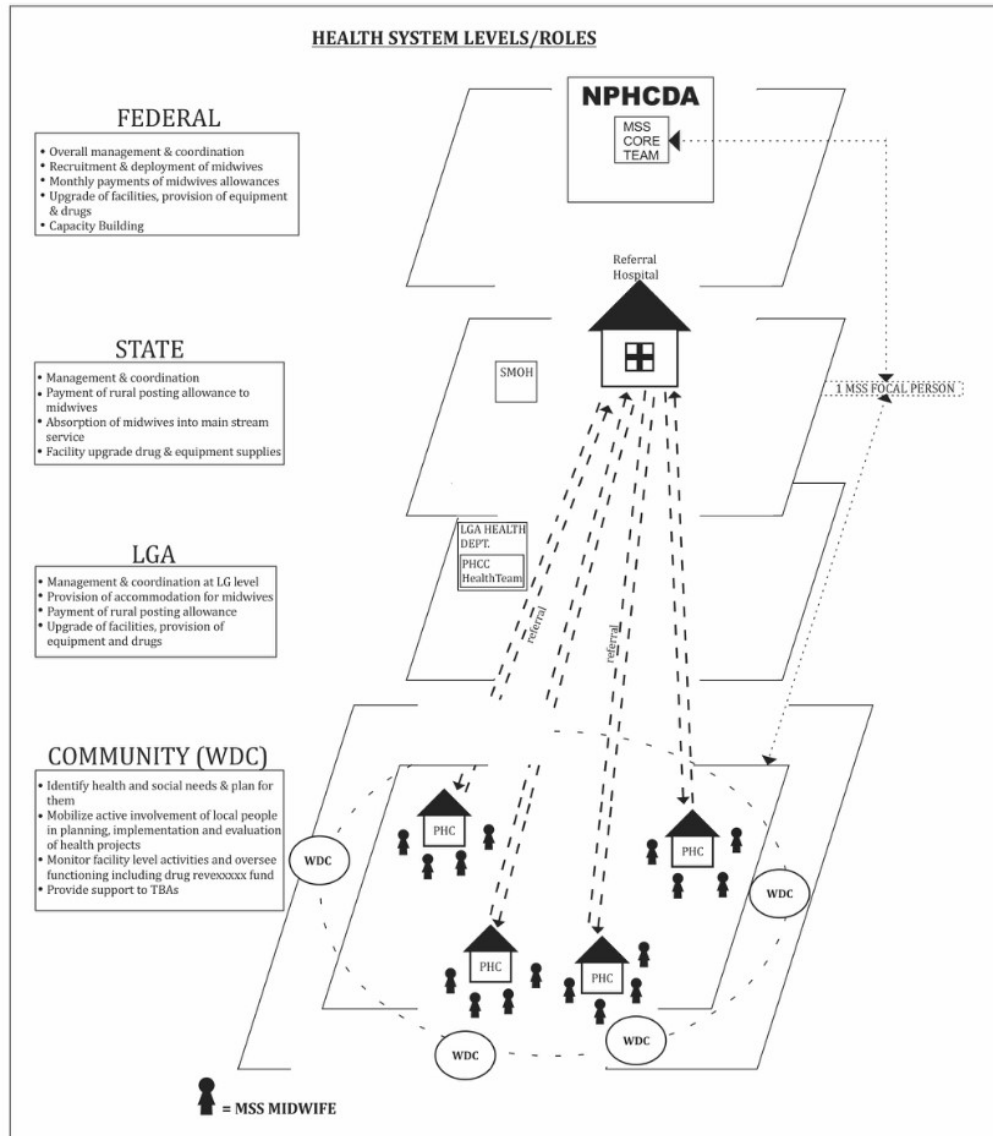 HEALTH SYSTEM LEVELS/ROLES
FEDERAL
• Overall management & coordination
• Recruitment & deployment of midwives
• Monthly payments of midwives allowances
• Upgrade of facilities, provision of equipment
& drugs
• Capacity Building
NPHCDA
MSS
CORE
TEAM
Referral
Hospital
STATE
• Management & coordination
• Payment of rural posting allowance to
midwives
• Absorption of midwives into main stream
service
• Facility upgrade drug & equipment supplies
SMOH
1 MSS FOCAL PERSON
LGA
• Management & coordination at LG level
• Provision of accommodation for midwives
• Payment of rural posting allowance
• Upgrade of facilities, provision of
equipment and drugs
LGA HEALTH
DEPT.
PHCC
HealthTeam
referral
referral
COMMUNITY (WDC)
• Identify health and social needs & plan for
them
• Mobilize active involvement of local people
in planning, implementation and evaluation
of health projects
• Monitor facility level activities and oversee
functioning including drug revexxxxx fund
• Provide support to TBAs
PHC
PHC
PHC
PHC
WDC
WDC
WDC
WDC
= MSS MIDWIFE